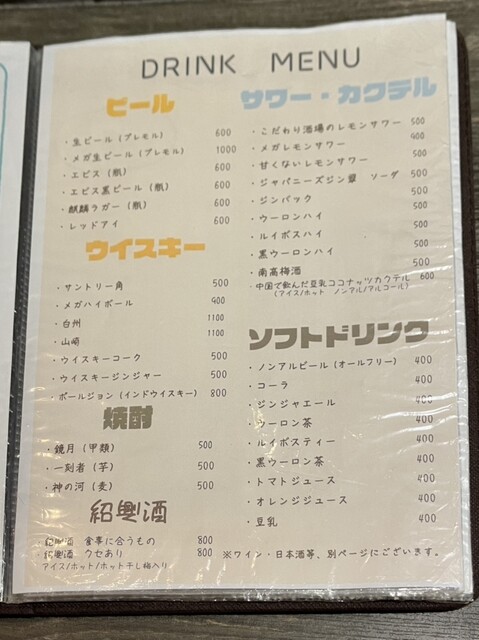 DRINK MENU
ビール
・生ビール (プレモル) 600
・メガ生ビール (プレモル) 1000
・エビス (瓶) 600
・エビス黒ビール (瓶) 600
・麒麟ラガー (瓶) 600
・レッドアイ 600
ウイスキー
・サントリー角 500
・メガハイボール 900
・白州 1100
・山崎 1100
・ウイスキーコーク 500
・ウイスキージンジャー 500
・ポールジョン (インドウイスキー) 800
焼酎
・鏡月 (甲類) 500
・一刻者 (芋) 500
・神の河 (麦) 500
紹興酒
・紹興酒 食事に合うもの 800
・紹興酒 クセあり 800
アイス/ホット/ホット干し梅入り
サワー・カクテル
・こだわり酒場のレモンサワー 500
・メガレモンサワー 900
・甘くないレモンサワー 500
・ジャパニーズジン翠 ソーダ 500
・ジンバック 500
・ウーロンハイ 500
・ルイボスハイ 500
・黒ウーロンハイ 500
・南高梅酒 500
・中国で飲んだ豆乳ココナッツカクテル 600
(アイス/ホット ノンアル/アルコール)
ソフトドリンク
・ノンアルビール (オールフリー) 400
・コーラ 400
・ジンジャエール 400
・ウーロン茶 400
・ルイボスティー 400
・黒ウーロン茶 400
・トマトジュース 400
・オレンジジュース 400
・豆乳 400
※ワイン・日本酒等、別ページにございます。